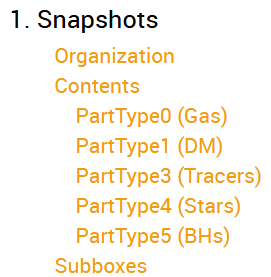 1. Snapshots
Organization
Contents
PartType0 (Gas)
PartType1 (DM)
PartType3 (Tracers)
PartType4 (Stars)
PartType5 (BHs)
Subboxes